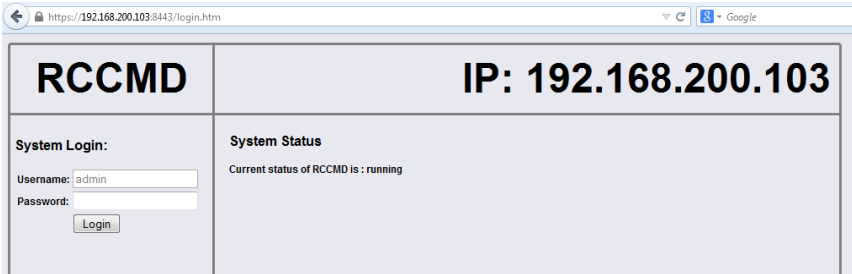 https://192.168.200.103:8443/login.htm
Google
RCCMD
IP: 192.168.200.103
System Login:
Username: admin
Password:
Login
System Status
Current status of RCCMD is : running